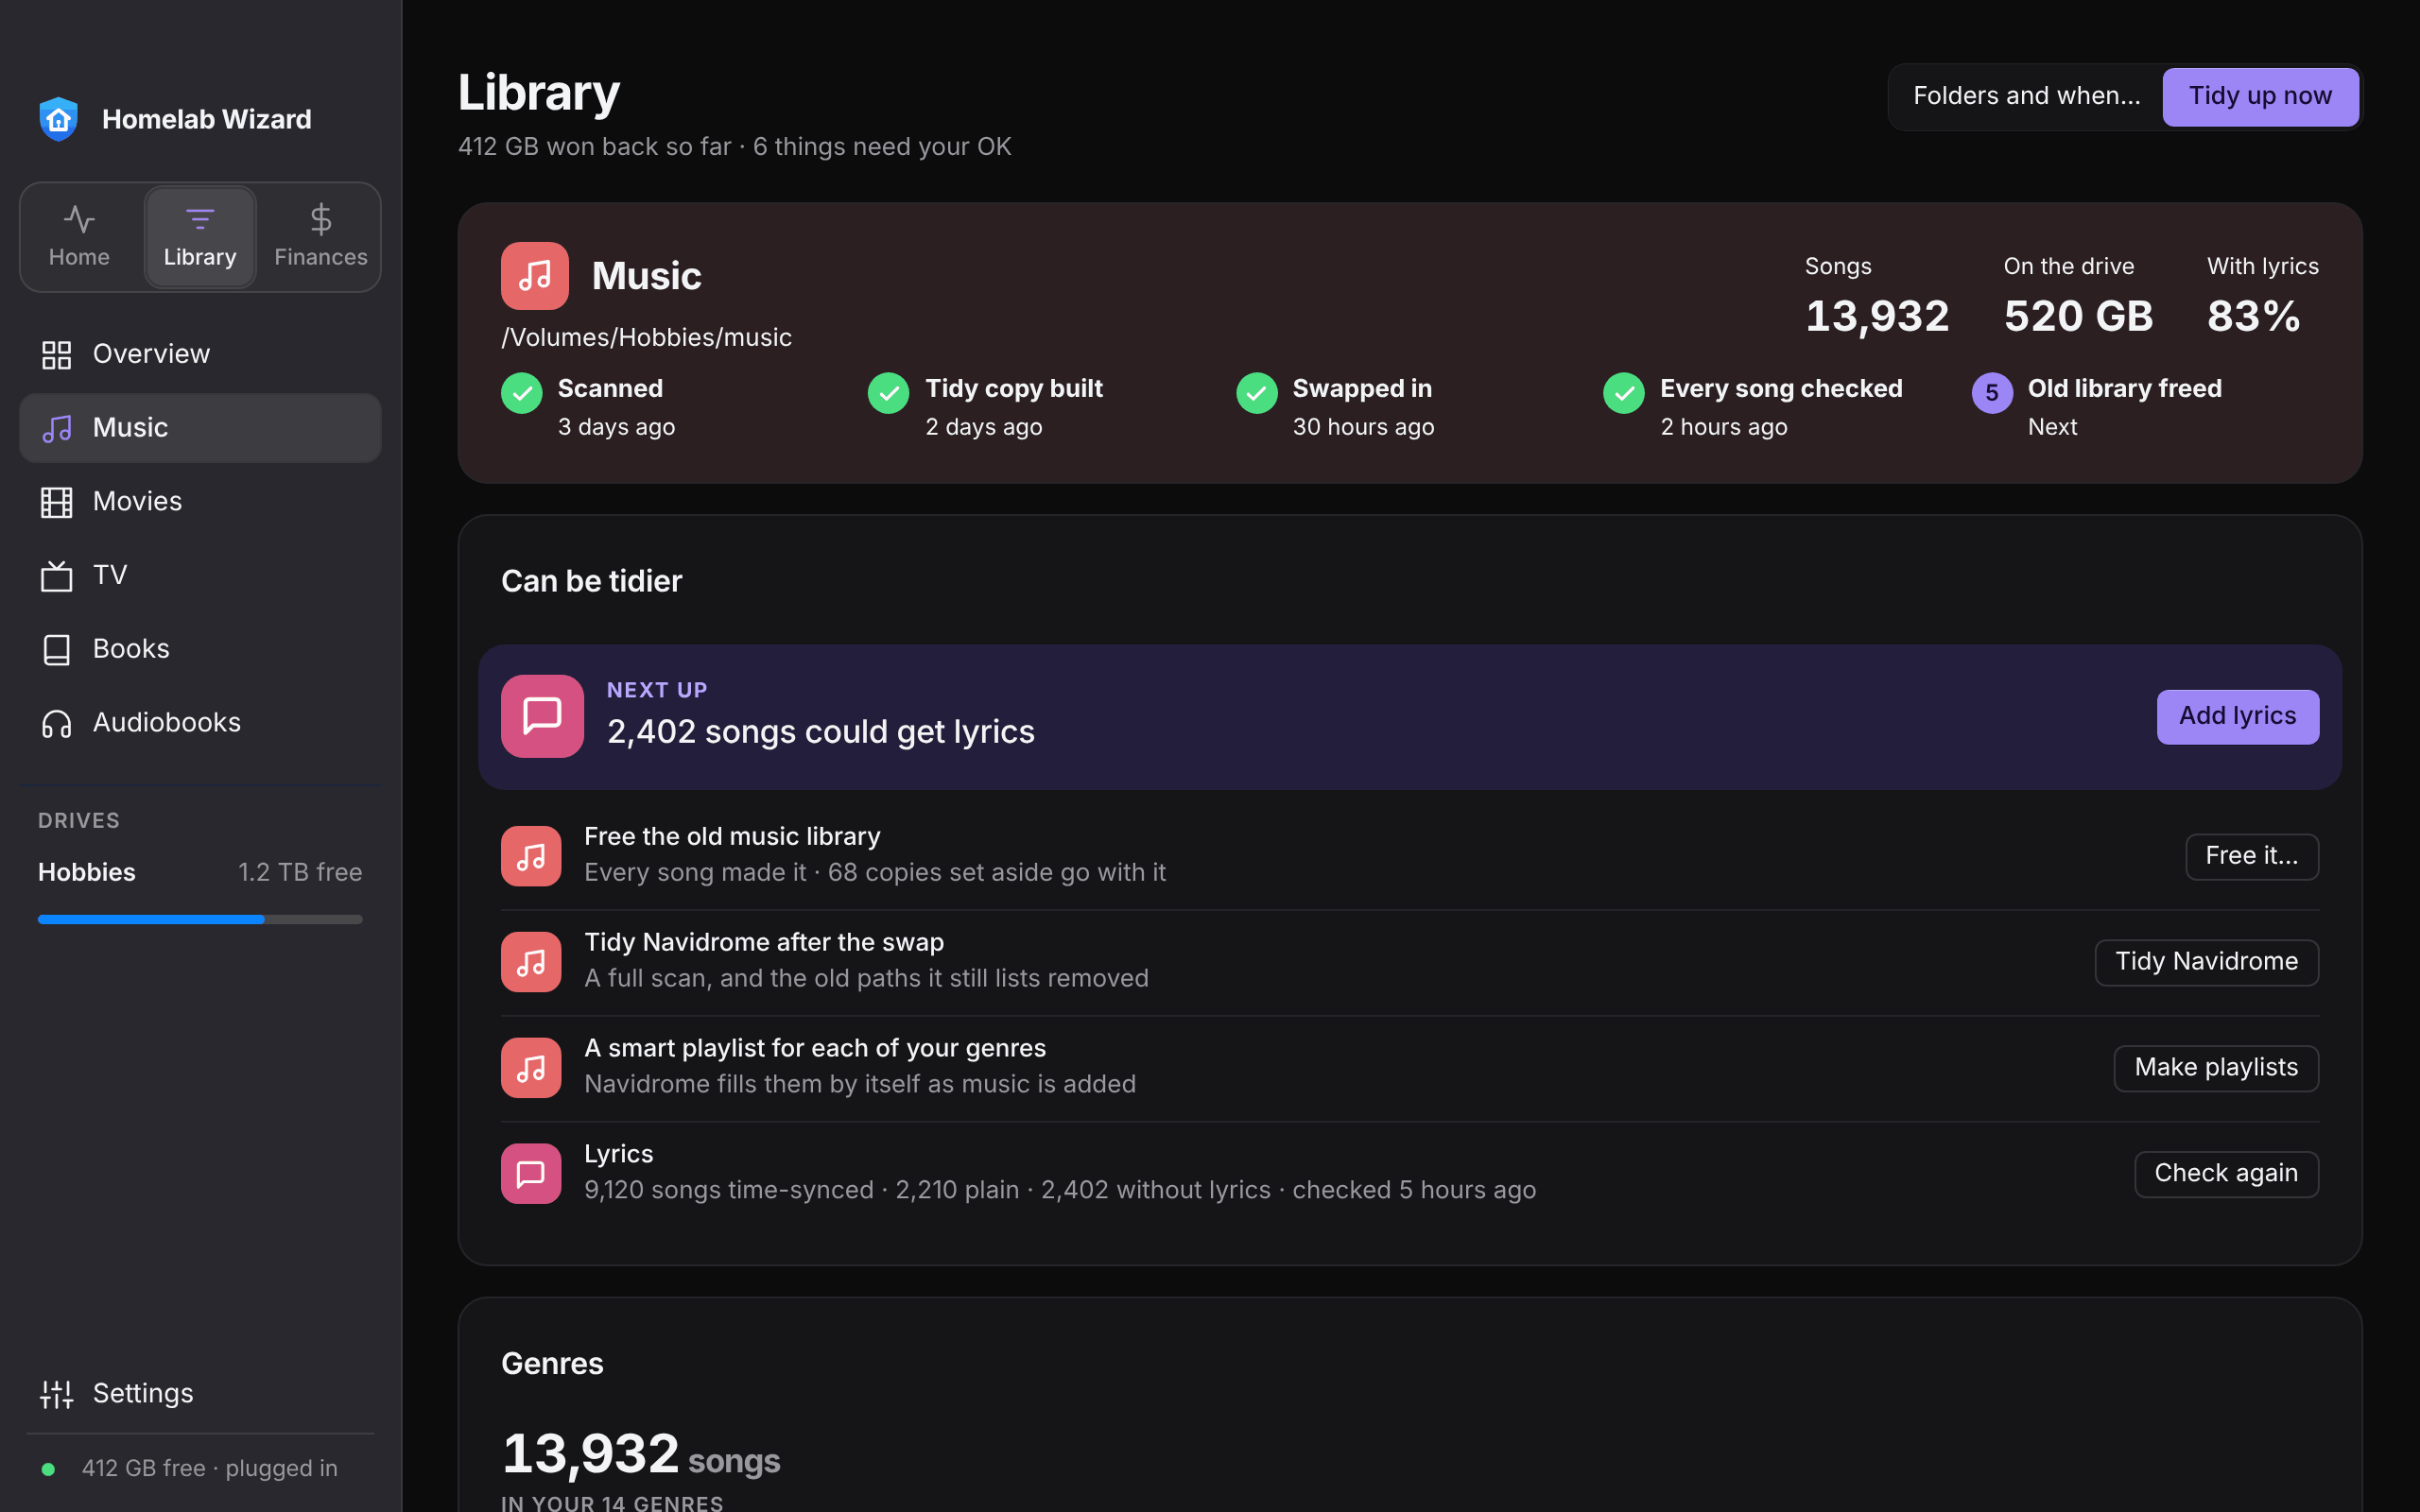 Homelab Wizard
Home
Library
Finances
Overview
Music
Movies
TV
Books
Audiobooks
DRIVES
Hobbies
1.2 TB free
Settings
412 GB free · plugged in
Library
412 GB won back so far · 6 things need your OK
Folders and when...
Tidy up now
Music
/Volumes/Hobbies/music
Songs
13,932
On the drive
520 GB
With lyrics
83%
Scanned
3 days ago
Tidy copy built
2 days ago
Swapped in
30 hours ago
Every song checked
2 hours ago
5
Old library freed
Next
Can be tidier
NEXT UP
2,402 songs could get lyrics
Add lyrics
Free the old music library
Every song made it · 68 copies set aside go with it
Free it...
Tidy Navidrome after the swap
A full scan, and the old paths it still lists removed
Tidy Navidrome
A smart playlist for each of your genres
Navidrome fills them by itself as music is added
Make playlists
Lyrics
9,120 songs time-synced · 2,210 plain · 2,402 without lyrics · checked 5 hours ago
Check again
Genres
13,932 songs
IN YOUR 14 GENRES